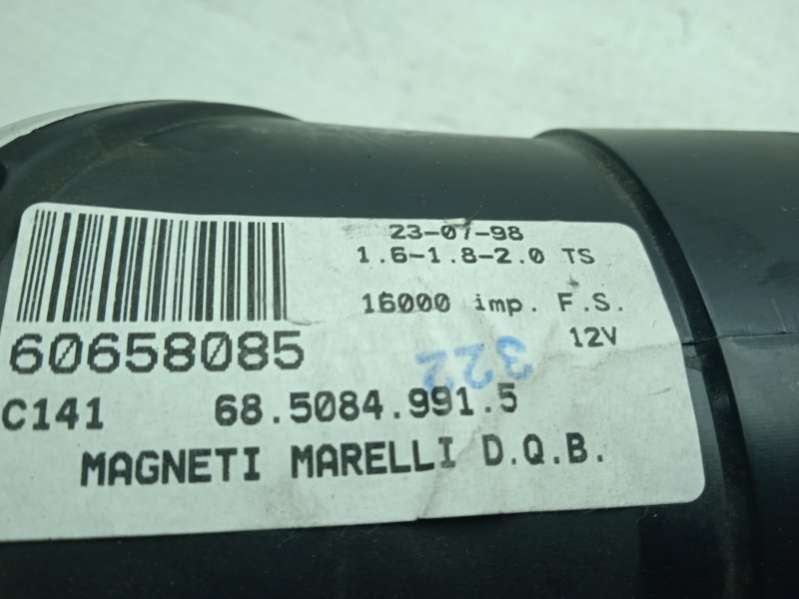 23-07-98
1.6-1.8-2.0 TS
16000 imp. F.S.
12V
60658085
322
C141 68.5084.991.5
MAGNETI MARELLI D.Q.B.